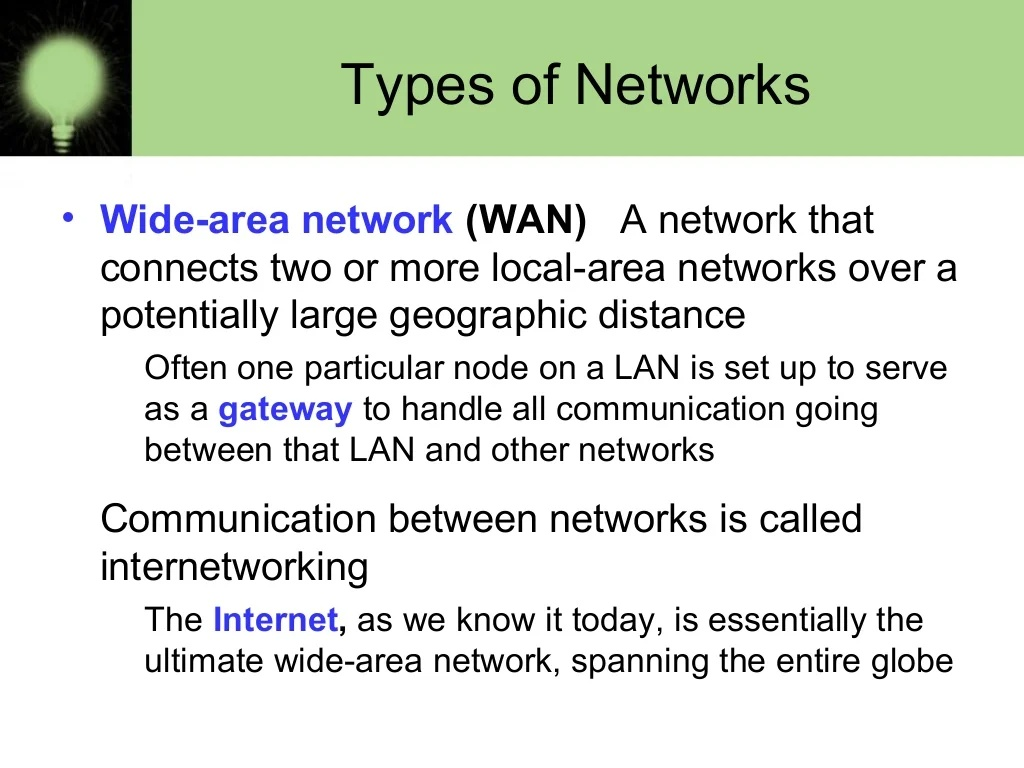 Types of Networks
• Wide-area network (WAN)   A network that
connects two or more local-area networks over a
potentially large geographic distance
Often one particular node on a LAN is set up to serve
as a gateway to handle all communication going
between that LAN and other networks
Communication between networks is called
internetworking
The Internet, as we know it today, is essentially the
ultimate wide-area network, spanning the entire globe